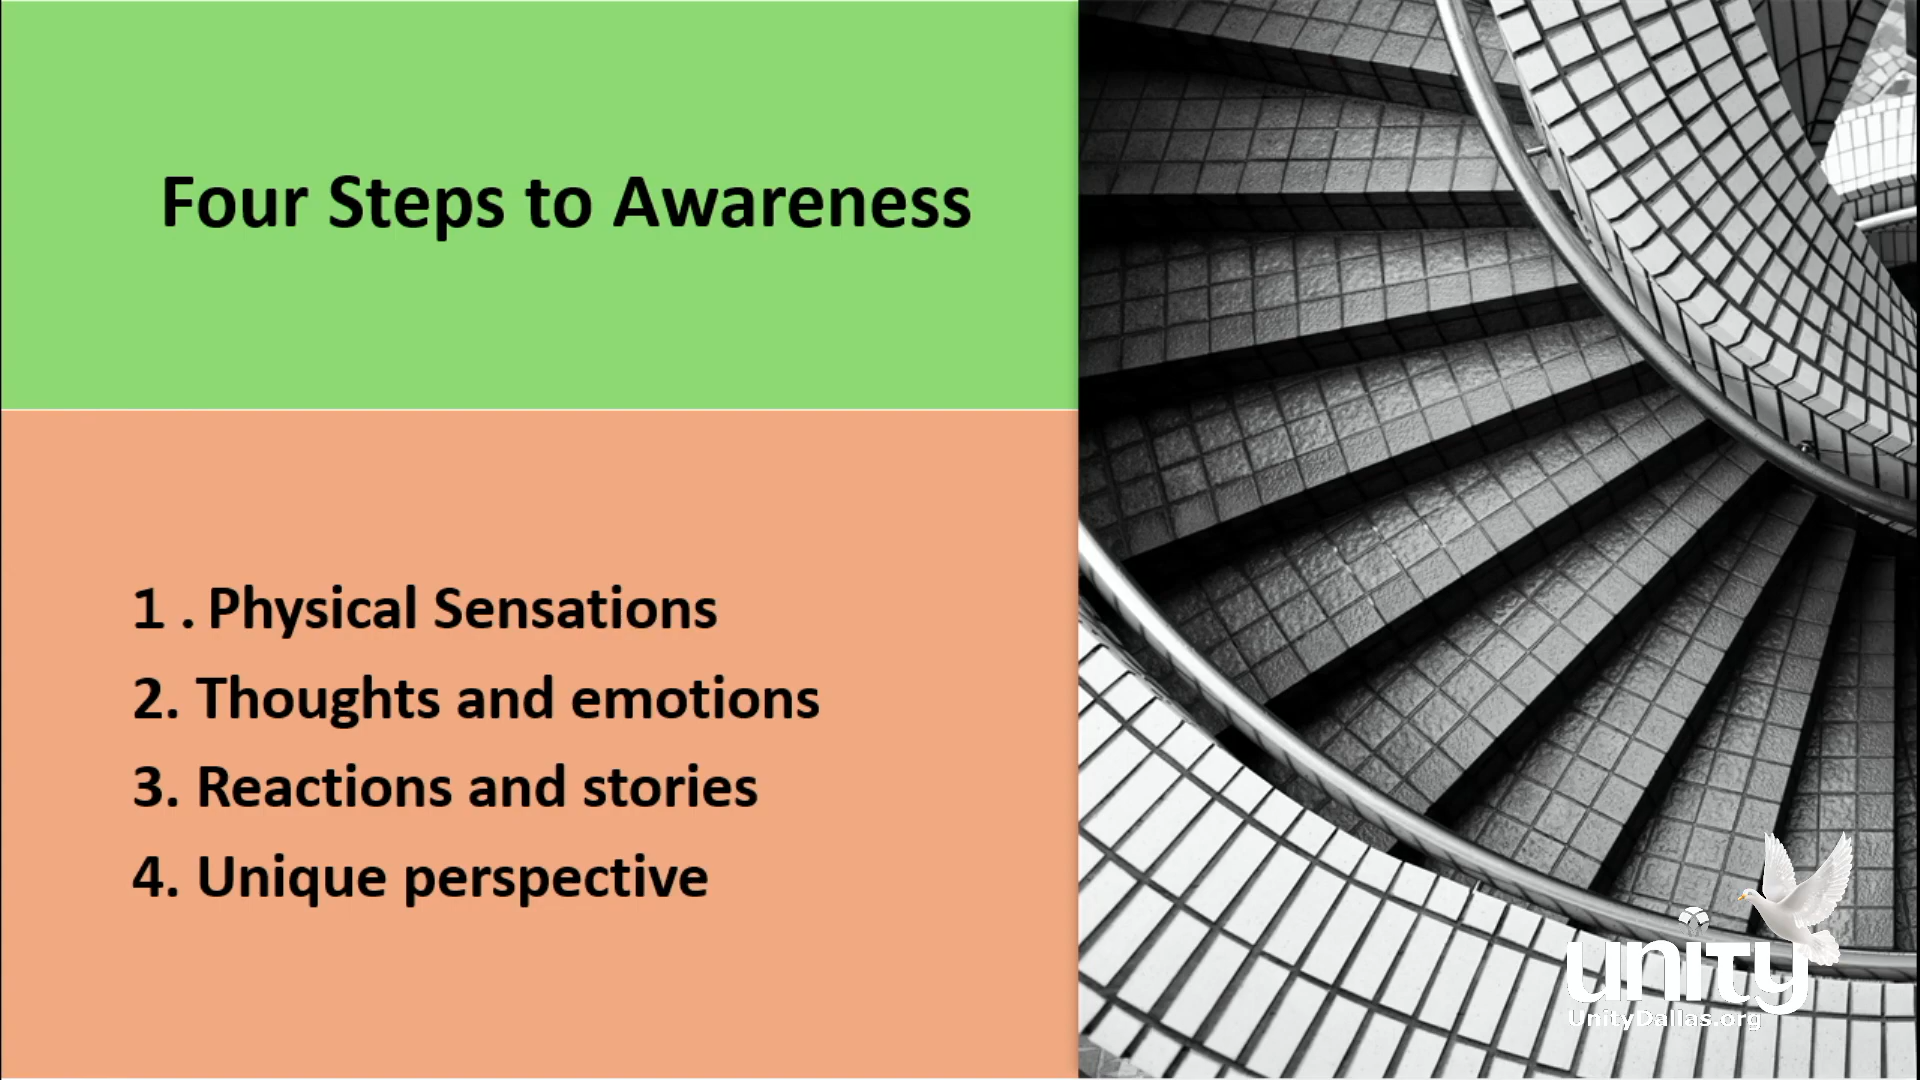 Four Steps to Awareness
1 . Physical Sensations
2. Thoughts and emotions
3. Reactions and stories
4. Unique perspective
unity
UnityDallas.org